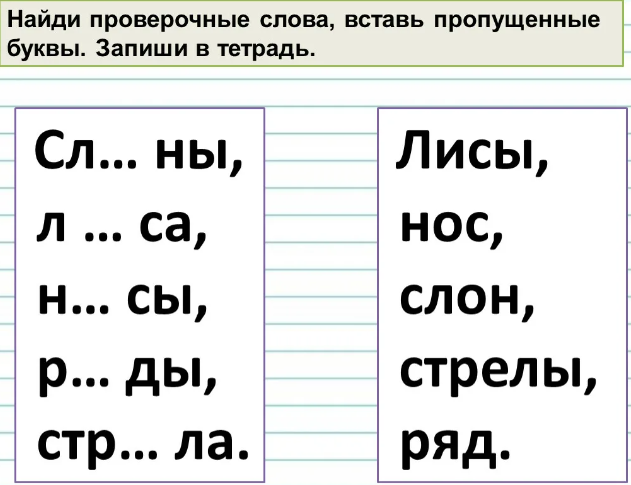 Найди проверочные слова, вставь пропущенные
буквы. Запиши в тетрадь.
Сл... ны,
л ... са,
н... сы,
р... ды,
стр... ла.
Лисы,
нос,
слон,
стрелы,
ряд.